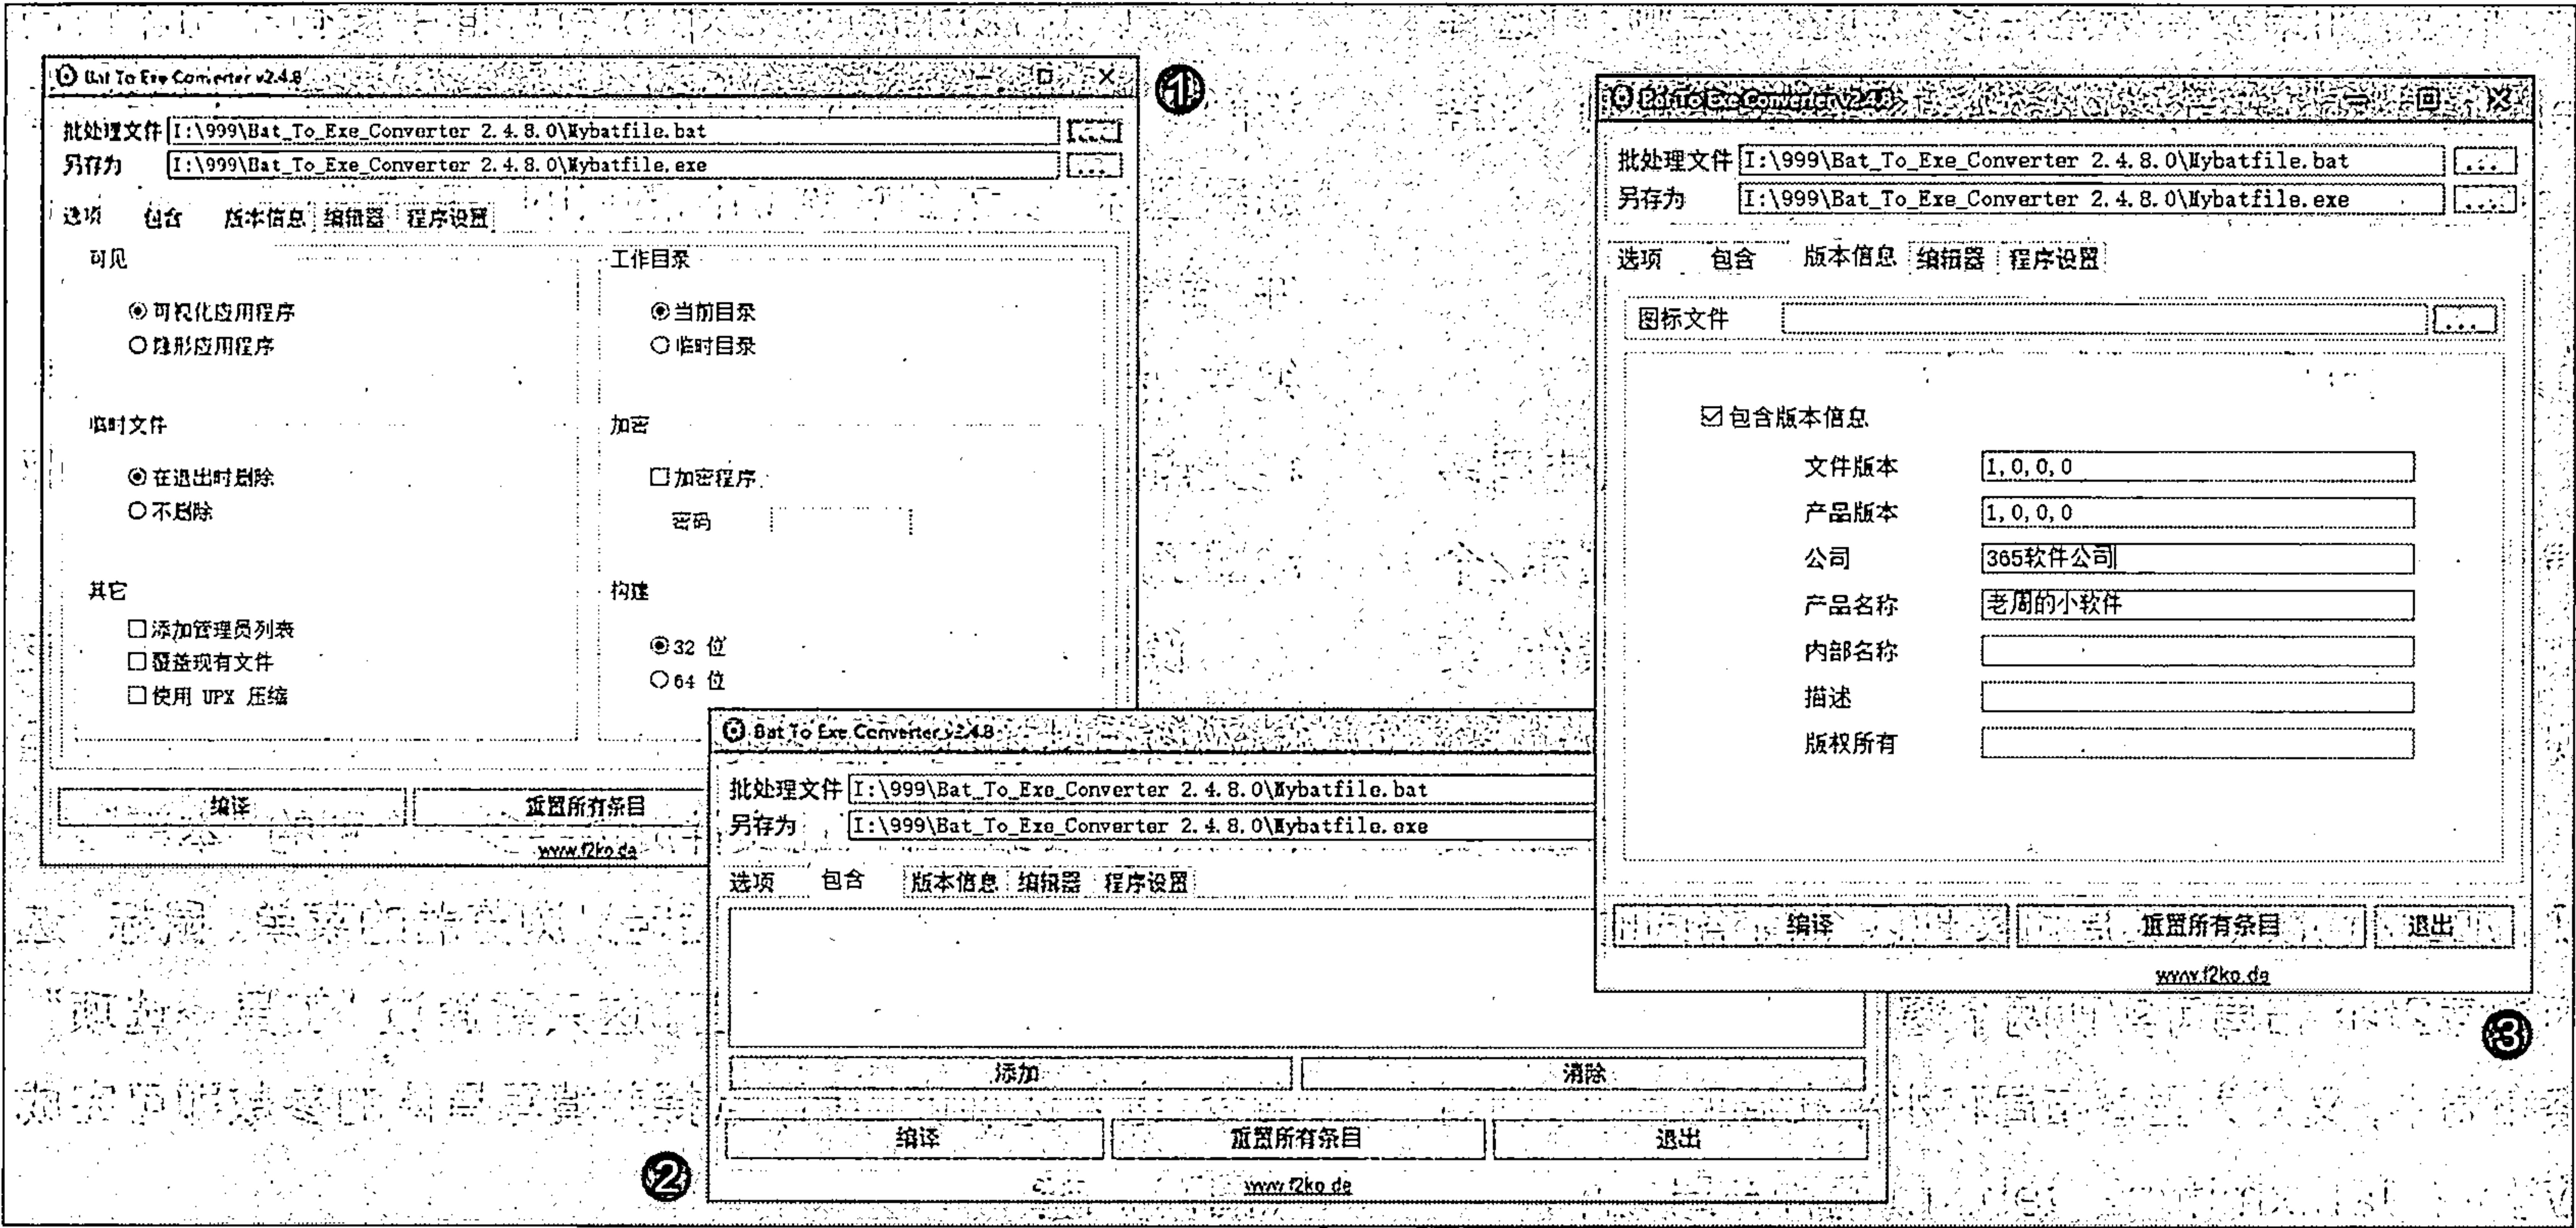 Bat To Exe Converter v2.4.8
①
批处理文件 I:\999\Bat_To_Exe_Converter 2.4.8.0\Mybatfile.bat ...
另存为 I:\999\Bat_To_Exe_Converter 2.4.8.0\Mybatfile.exe ...
选项 包含 版本信息 编辑器 程序设置
可见
可视化应用程序
隐形应用程序
工作目录
当前目录
临时目录
临时文件
在退出时删除
不删除
加密
加密程序
密码
其它
添加管理员列表
覆盖现有文件
使用 UPX 压缩
构建
32 位
64 位
编译 重置所有条目
www.f2ko.de
Bat To Exe Converter v2.4.8
批处理文件 I:\999\Bat_To_Exe_Converter 2.4.8.0\Mybatfile.bat
另存为 I:\999\Bat_To_Exe_Converter 2.4.8.0\Mybatfile.exe
选项 包含 版本信息 编辑器 程序设置
添加 清除
编译 重置所有条目 退出
www.f2ko.de
②
Bat To Exe Converter v2.4.8
批处理文件 I:\999\Bat_To_Exe_Converter 2.4.8.0\Mybatfile.bat ...
另存为 I:\999\Bat_To_Exe_Converter 2.4.8.0\Mybatfile.exe ...
选项 包含 版本信息 编辑器 程序设置
图标文件 ...
包含版本信息
文件版本 1,0,0,0
产品版本 1,0,0,0
公司 365软件公司
产品名称 老周的小软件
内部名称
描述
版权所有
编译 重置所有条目 退出
www.f2ko.de
③